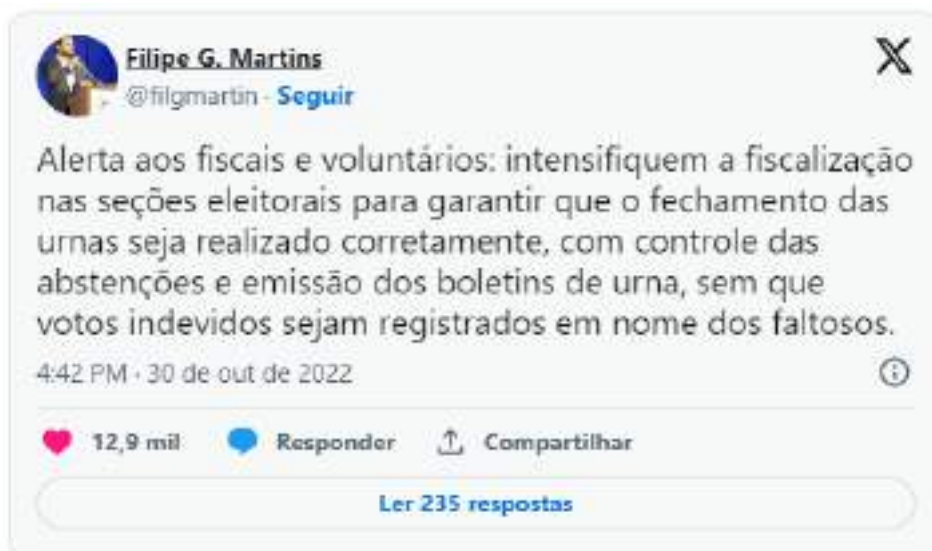 Filipe G. Martins
@filgmartin · Seguir
Alerta aos fiscais e voluntários: intensifiquem a fiscalização
nas seções eleitorais para garantir que o fechamento das
urnas seja realizado corretamente, com controle das
abstenções e emissão dos boletins de urna, sem que
votos indevidos sejam registrados em nome dos faltosos.
4:42 PM · 30 de out de 2022
12,9 mil Responder Compartilhar
Ler 235 respostas